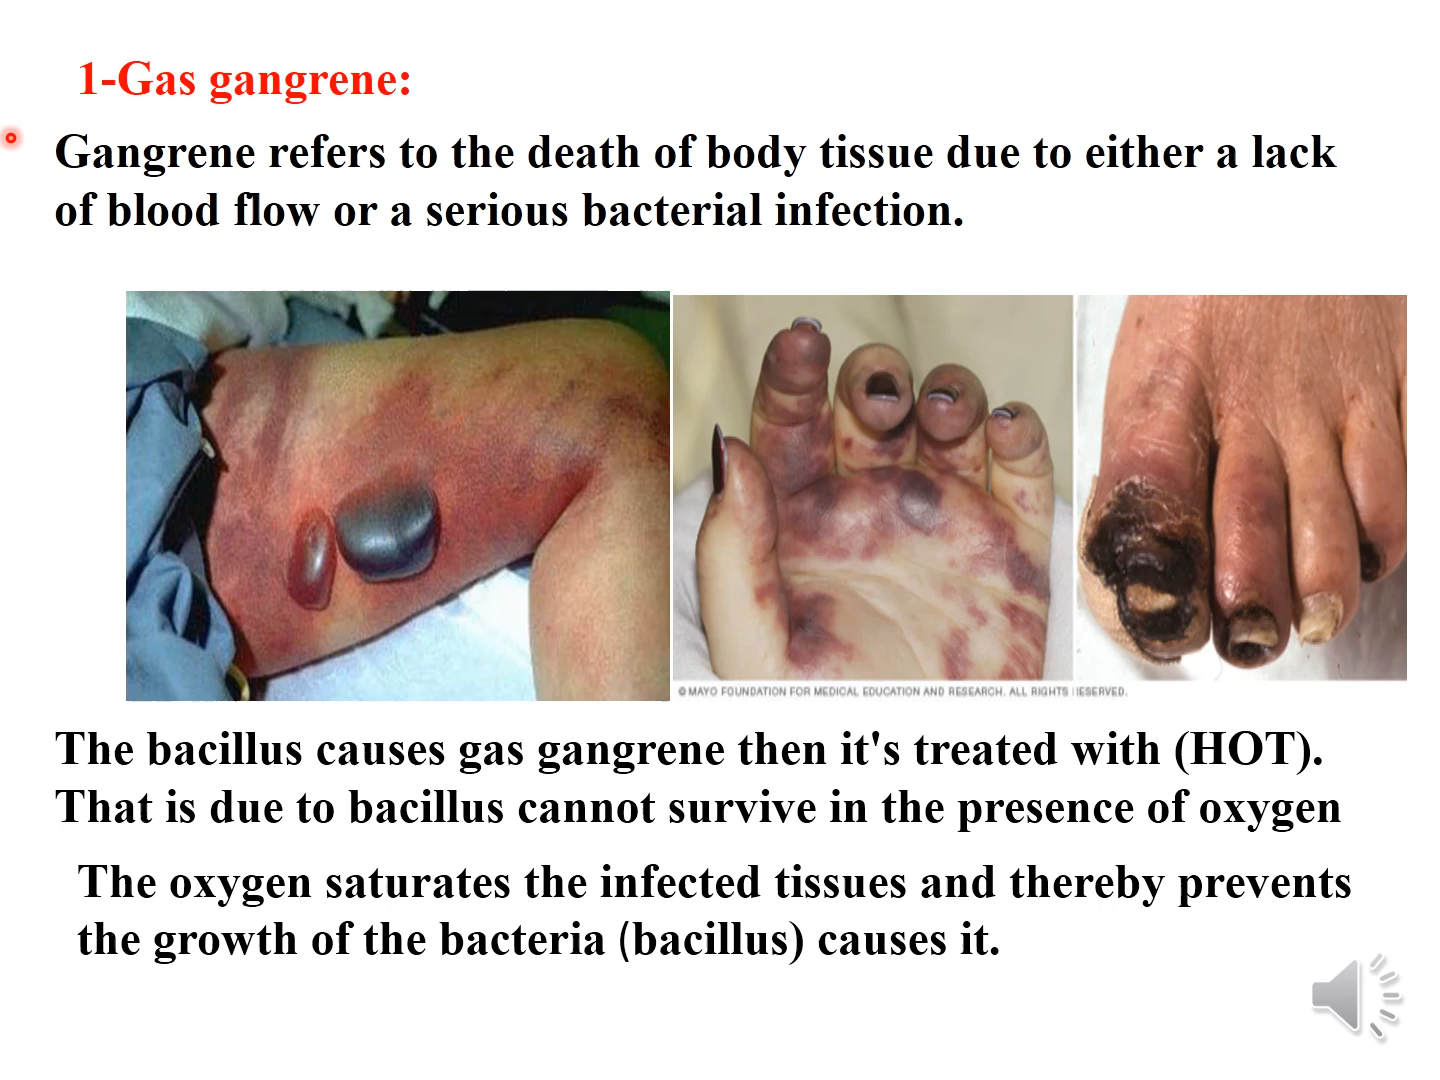 1-Gas gangrene:
Gangrene refers to the death of body tissue due to either a lack
of blood flow or a serious bacterial infection.
© MAYO FOUNDATION FOR MEDICAL EDUCATION AND RESEARCH. ALL RIGHTS ESERVED.
The bacillus causes gas gangrene then it's treated with (HOT).
That is due to bacillus cannot survive in the presence of oxygen
The oxygen saturates the infected tissues and thereby prevents
the growth of the bacteria (bacillus) causes it.